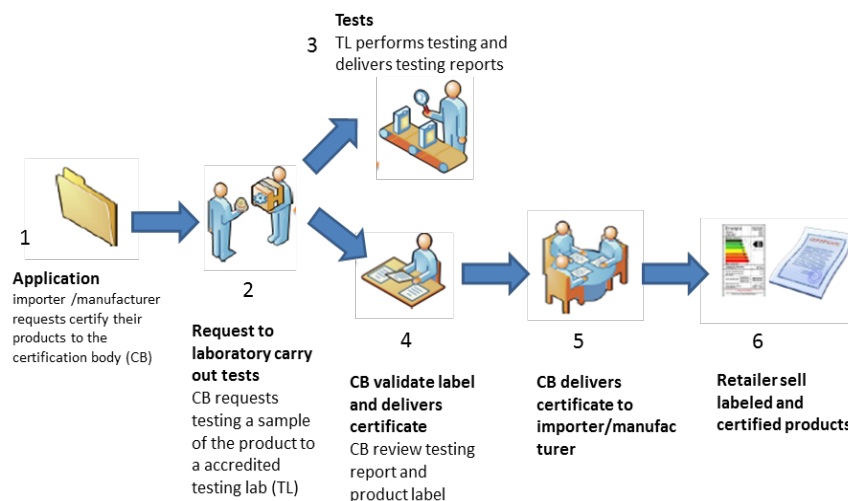 1
Application
importer /manufacturer
requests certify their
products to the
certification body (CB)
2
Request to
laboratory carry
out tests
CB requests
testing a sample
of the product to
a accredited
testing lab (TL)
3
Tests
TL performs testing and
delivers testing reports
4
CB validate label
and delivers
certificate
CB review testing
report and
product label
5
CB delivers
certificate to
importer/manufac
turer
6
Retailer sell
labeled and
certified products